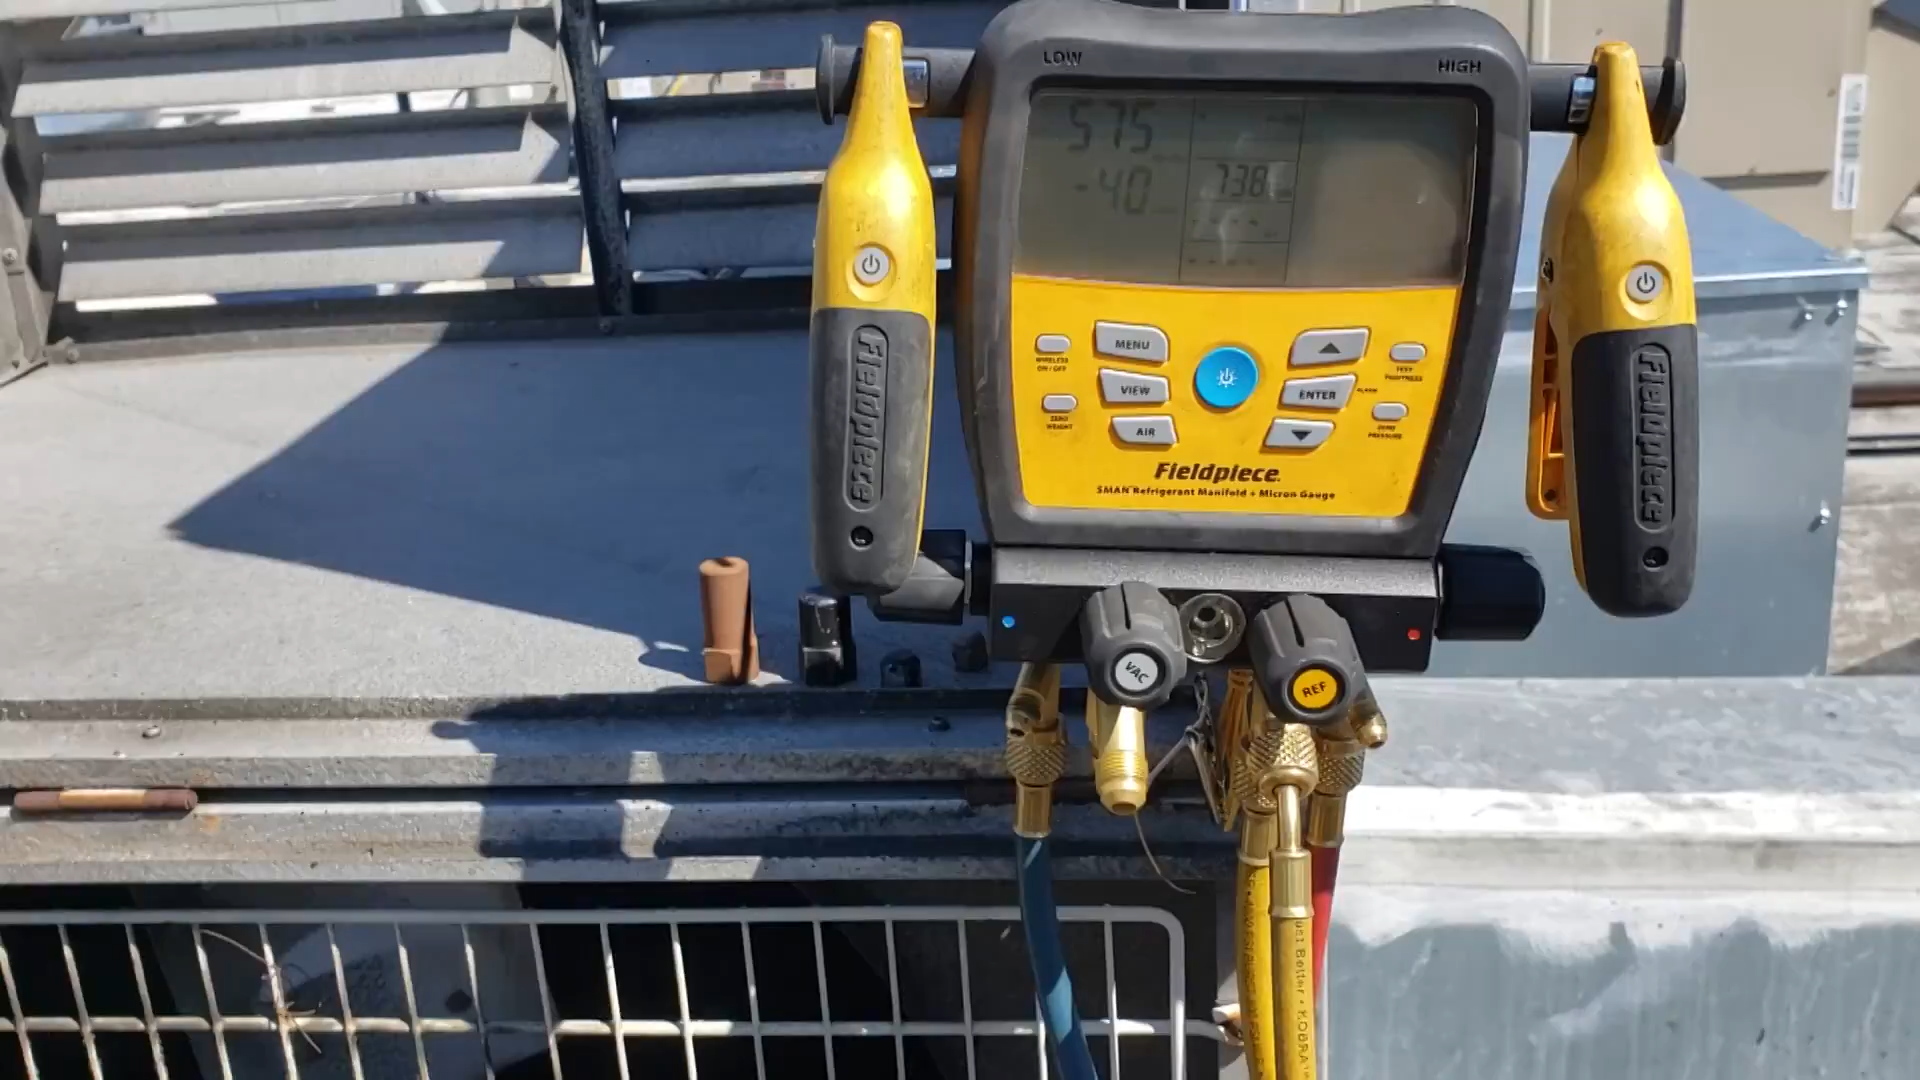 LOW
HIGH
575
-40
738
MENU
VIEW
AIR
ENTER
WIRELESS
ON / OFF
ZERO
WEIGHT
TEST
TIGHTNESS
ALARM
ZERO
PRESSURE
Fieldpiece
SMAN Refrigerant Manifold + Micron Gauge
Fieldpiece
Fieldpiece
VAC
REF